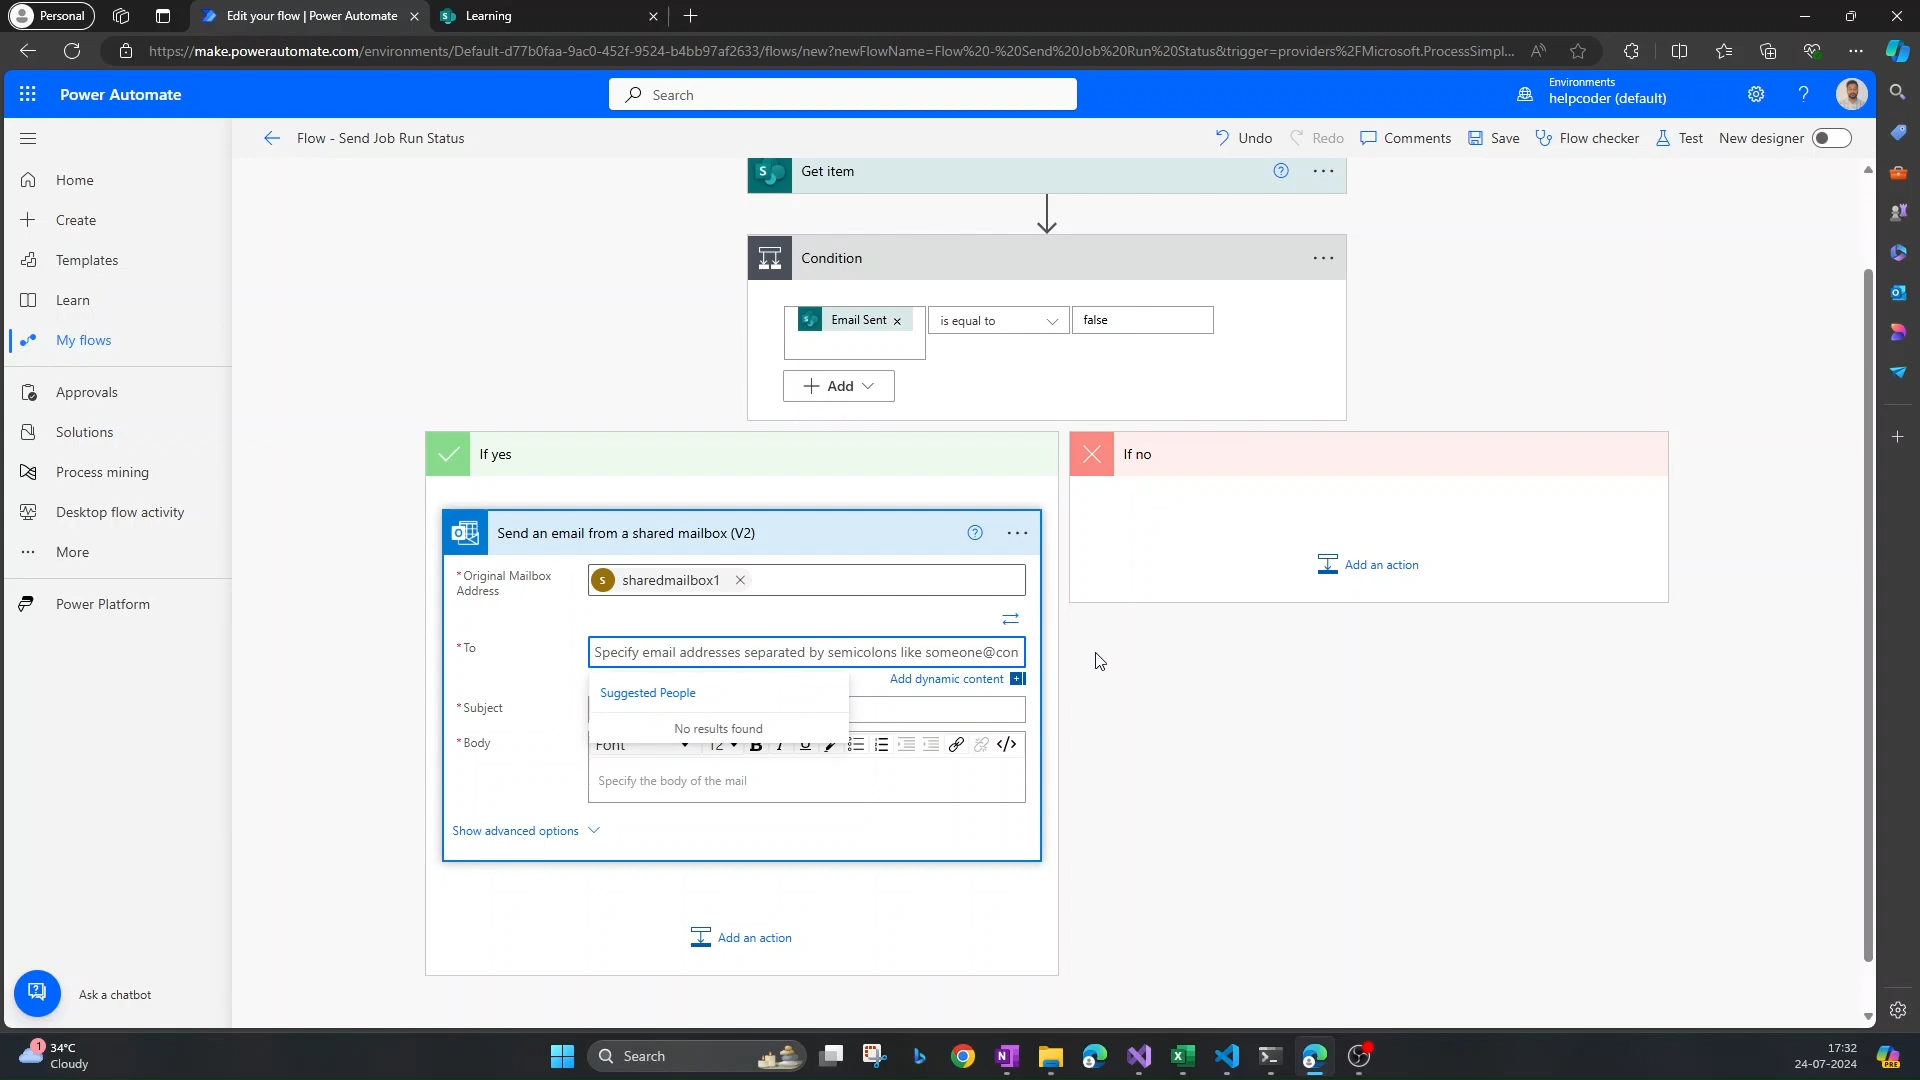 Personal
Edit your flow | Power Automate
Learning
https://make.powerautomate.com/environments/Default-d77b0faa-9ac0-452f-9524-b4bb97af2633/flows/new?newFlowName=Flow%20-%20Send%20Job%20Run%20Status&trigger=providers%2FMicrosoft.ProcessSimpl...
Power Automate
Search
Environments
helpcoder (default)
Flow - Send Job Run Status
Undo
Redo
Comments
Save
Flow checker
Test
New designer
Home
Create
Templates
Learn
My flows
Approvals
Solutions
Process mining
Desktop flow activity
More
Power Platform
Ask a chatbot
Get item
Condition
Email Sent
is equal to
false
Add
If yes
If no
Send an email from a shared mailbox (V2)
*Original Mailbox
Address
S
sharedmailbox1
*To
Specify email addresses separated by semicolons like someone@con
Add dynamic content
Suggested People
No results found
*Subject
*Body
Font
12
Specify the body of the mail
Show advanced options
Add an action
Add an action
1
34°C
Cloudy
Search
17:32
24-07-2024
PRE